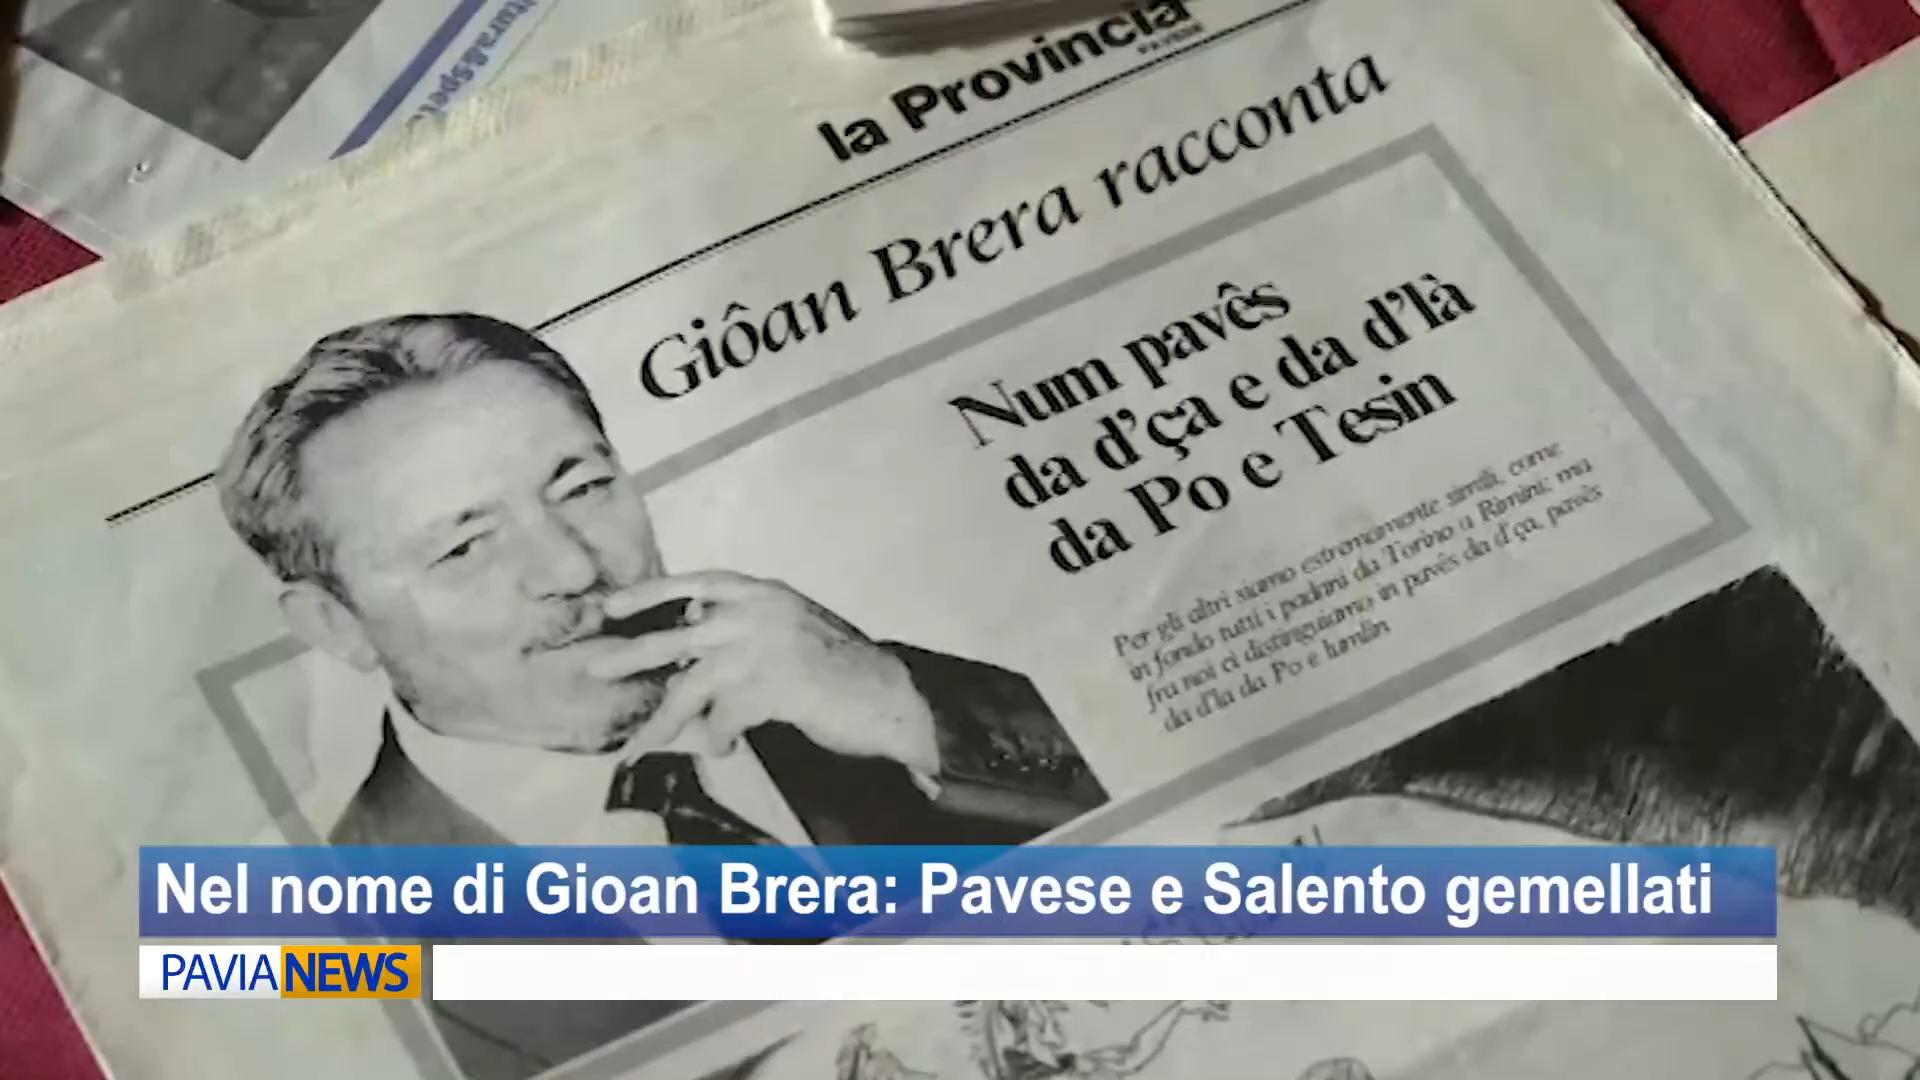 la Provincia
PAVESE
Giôan Brera racconta
Num pavês
da d'ça e da d'là
da Po e Tesin
Per gli altri siamo estremamente simili, come
in fondo tutti i padani da Torino a Rimini; ma
fra noi ci distinguiamo, in pavês da d'ça, pavês
da d'la da Po e lumlin
Nel nome di Gioan Brera: Pavese e Salento gemellati
PAVIA NEWS